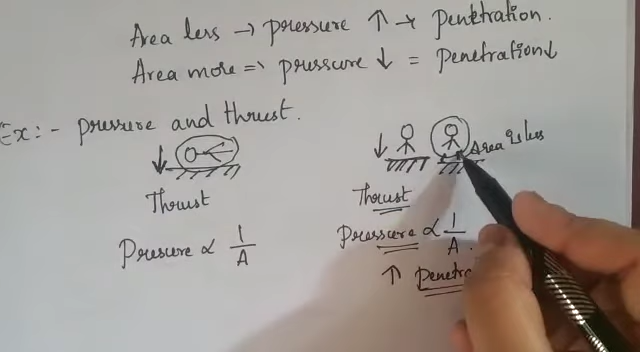 Area less → pressure ↑ → penetration.
Area more => pressure ↓ = penetration↓
Ex:- pressure and thrust.
↓
Thrust
Pressure ∝ 1/A
↓
Area is less
Thrust
Pressure ∝ 1/A.
↑